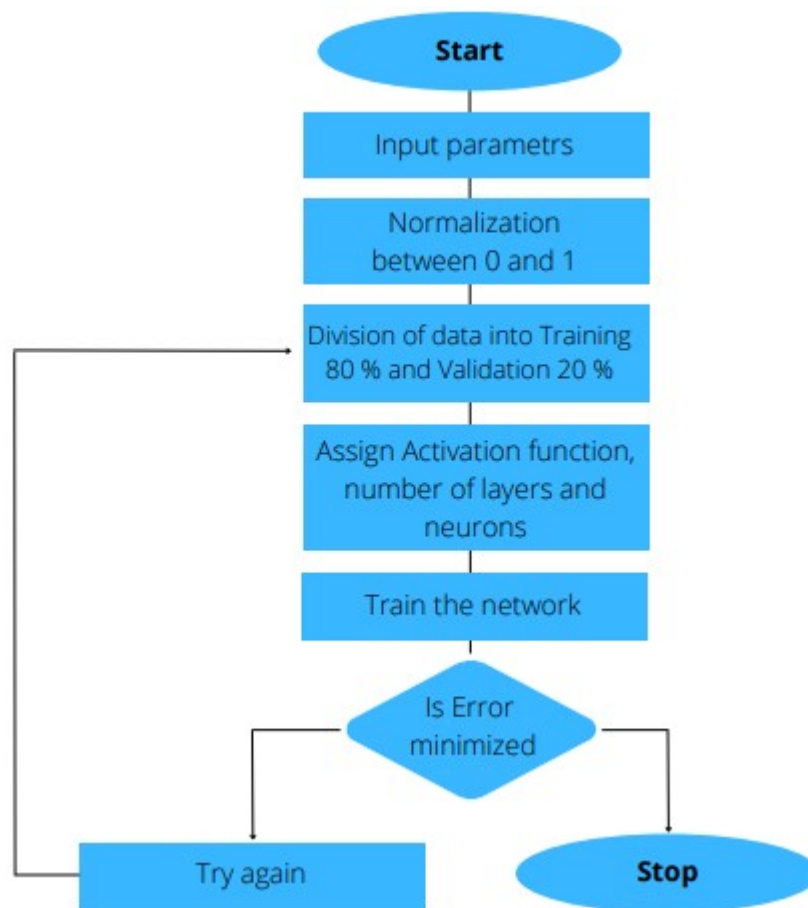 Start
Input parametrs
Normalization
between 0 and 1
Division of data into Training
80 % and Validation 20 %
Assign Activation function,
number of layers and
neurons
Train the network
Is Error
minimized
Try again
Stop